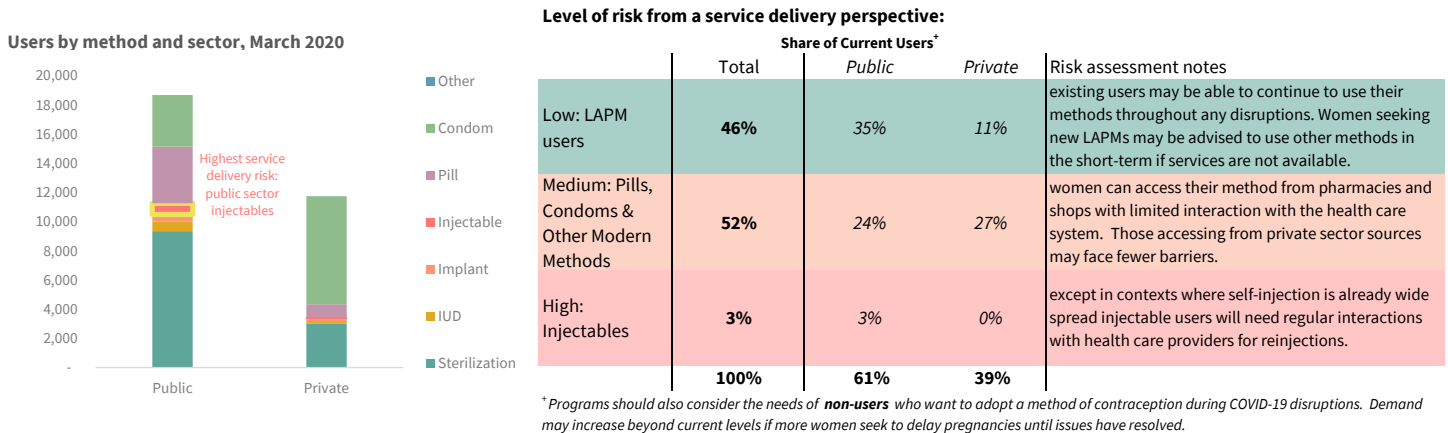 Level of risk from a service delivery perspective:
Users by method and sector, March 2020
20,000
18,000
16,000
14,000
12,000
10,000
8,000
6,000
4,000
2,000
-
Public
Private
Highest service
delivery risk:
public sector
injectables
Other
Condom
Pill
Injectable
Implant
IUD
Sterilization
Share of Current Users+
Total Public Private Risk assessment notes
Low: LAPM
users
46% 35% 11%
existing users may be able to continue to use their
methods throughout any disruptions. Women seeking
new LAPMs may be advised to use other methods in
the short-term if services are not available.
Medium: Pills,
Condoms &
Other Modern
Methods
52% 24% 27%
women can access their method from pharmacies and
shops with limited interaction with the health care
system. Those accessing from private sector sources
may face fewer barriers.
High:
Injectables
3% 3% 0%
except in contexts where self-injection is already wide
spread injectable users will need regular interactions
with health care providers for reinjections.
100% 61% 39%
+Programs should also consider the needs of non-users who want to adopt a method of contraception during COVID-19 disruptions. Demand
may increase beyond current levels if more women seek to delay pregnancies until issues have resolved.